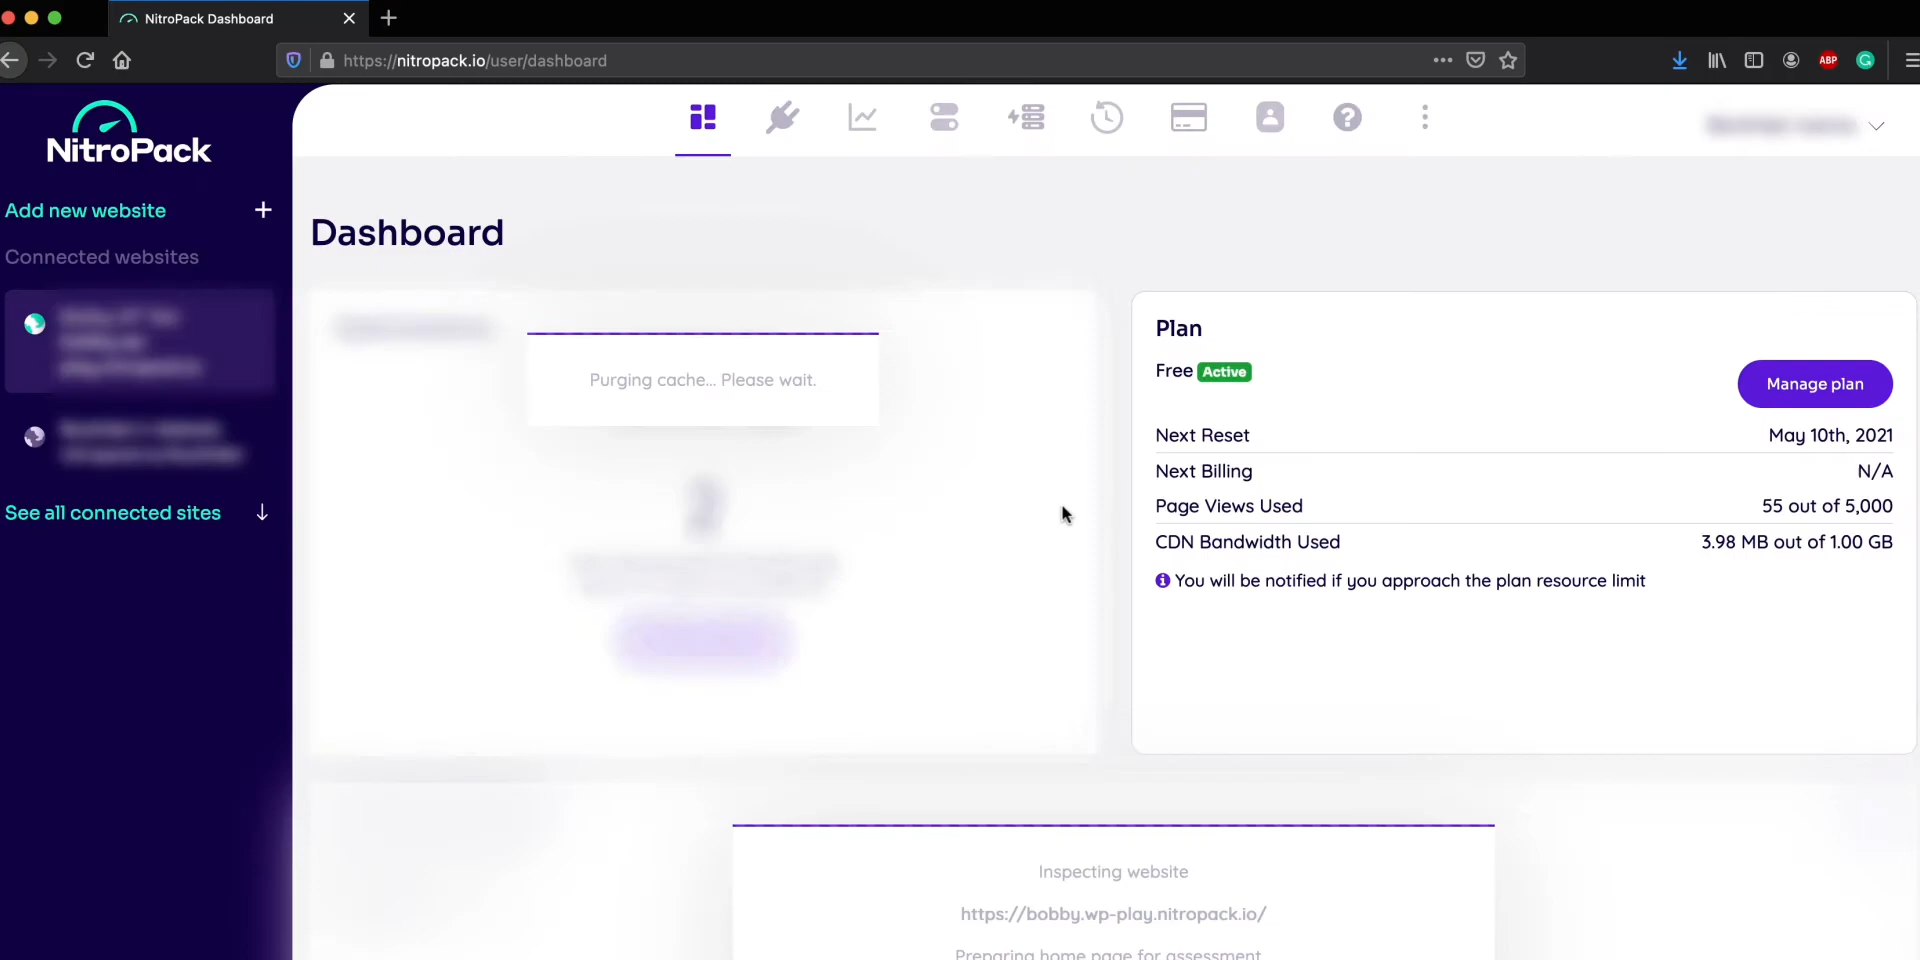 NitroPack Dashboard
https://nitropack.io/user/dashboard
ABP
G
NitroPack
Add new website
Connected websites
See all connected sites
Dashboard
Purging cache... Please wait.
Plan
Free Active
Manage plan
Next Reset May 10th, 2021
Next Billing N/A
Page Views Used 55 out of 5,000
CDN Bandwidth Used 3.98 MB out of 1.00 GB
You will be notified if you approach the plan resource limit
Inspecting website
https://bobby.wp-play.nitropack.io/
Preparing home page for assessment